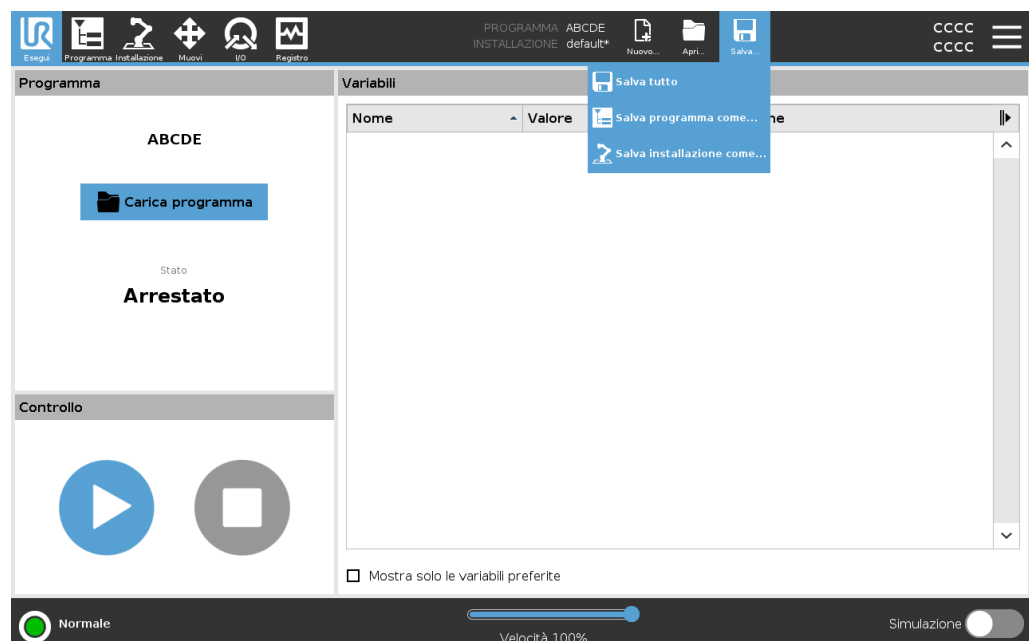 PROGRAMMA ABCDE
INSTALLAZIONE default*
Esegui Programma Installazione Muovi I/O Registro
Nuovo... Apri... Salva...
cccc
cccc
Salva tutto
Salva programma come...
Salva installazione come...
Programma
ABCDE
Carica programma
Stato
Arrestato
Controllo
Variabili
Nome Valore
Mostra solo le variabili preferite
Normale
Velocità 100%
Simulazione